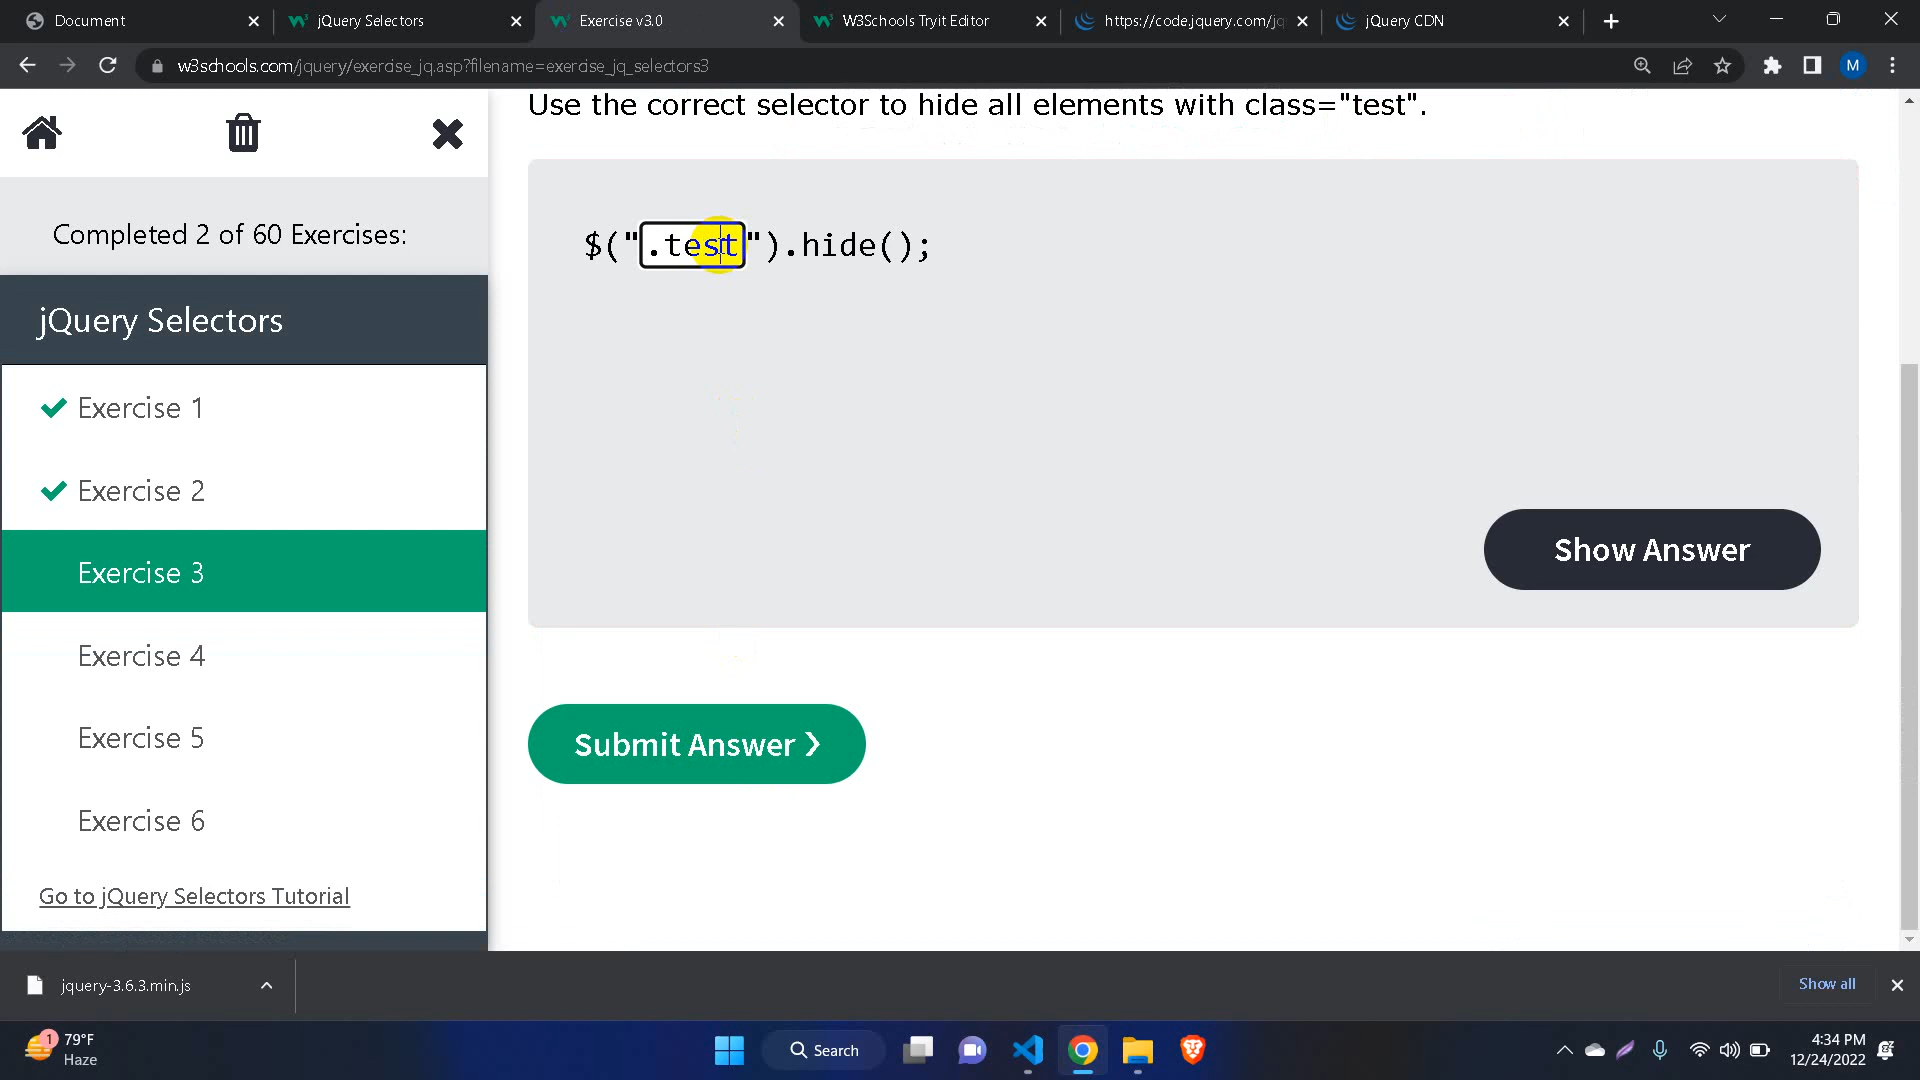 Document
jQuery Selectors
Exercise v3.0
W3Schools Tryit Editor
https://code.jquery.com/jq
jQuery CDN
w3schools.com/jquery/exercise_jq.asp?filename=exercise_jq_selectors3
M
Use the correct selector to hide all elements with class="test".
Completed 2 of 60 Exercises:
$(".test").hide();
jQuery Selectors
Exercise 1
Exercise 2
Exercise 3
Exercise 4
Exercise 5
Exercise 6
Go to jQuery Selectors Tutorial
Show Answer
Submit Answer ❯
jquery-3.6.3.min.js
Show all
1
79°F
Haze
Search
4:34 PM
12/24/2022